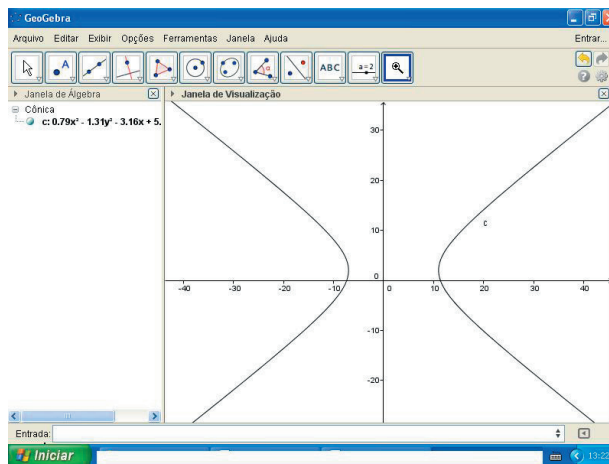 GeoGebra
Arquivo Editar Exibir Opções Ferramentas Janela Ajuda
Entrar...
ABC
a=2
Janela de Álgebra
Janela de Visualização
Cônica
c: 0.79x² - 1.31y² - 3.16x + 5.
30
20
10
0
-40 -30 -20 -10 0 10 20 30 40
-10
-20
c
Entrada:
Iniciar
13:22